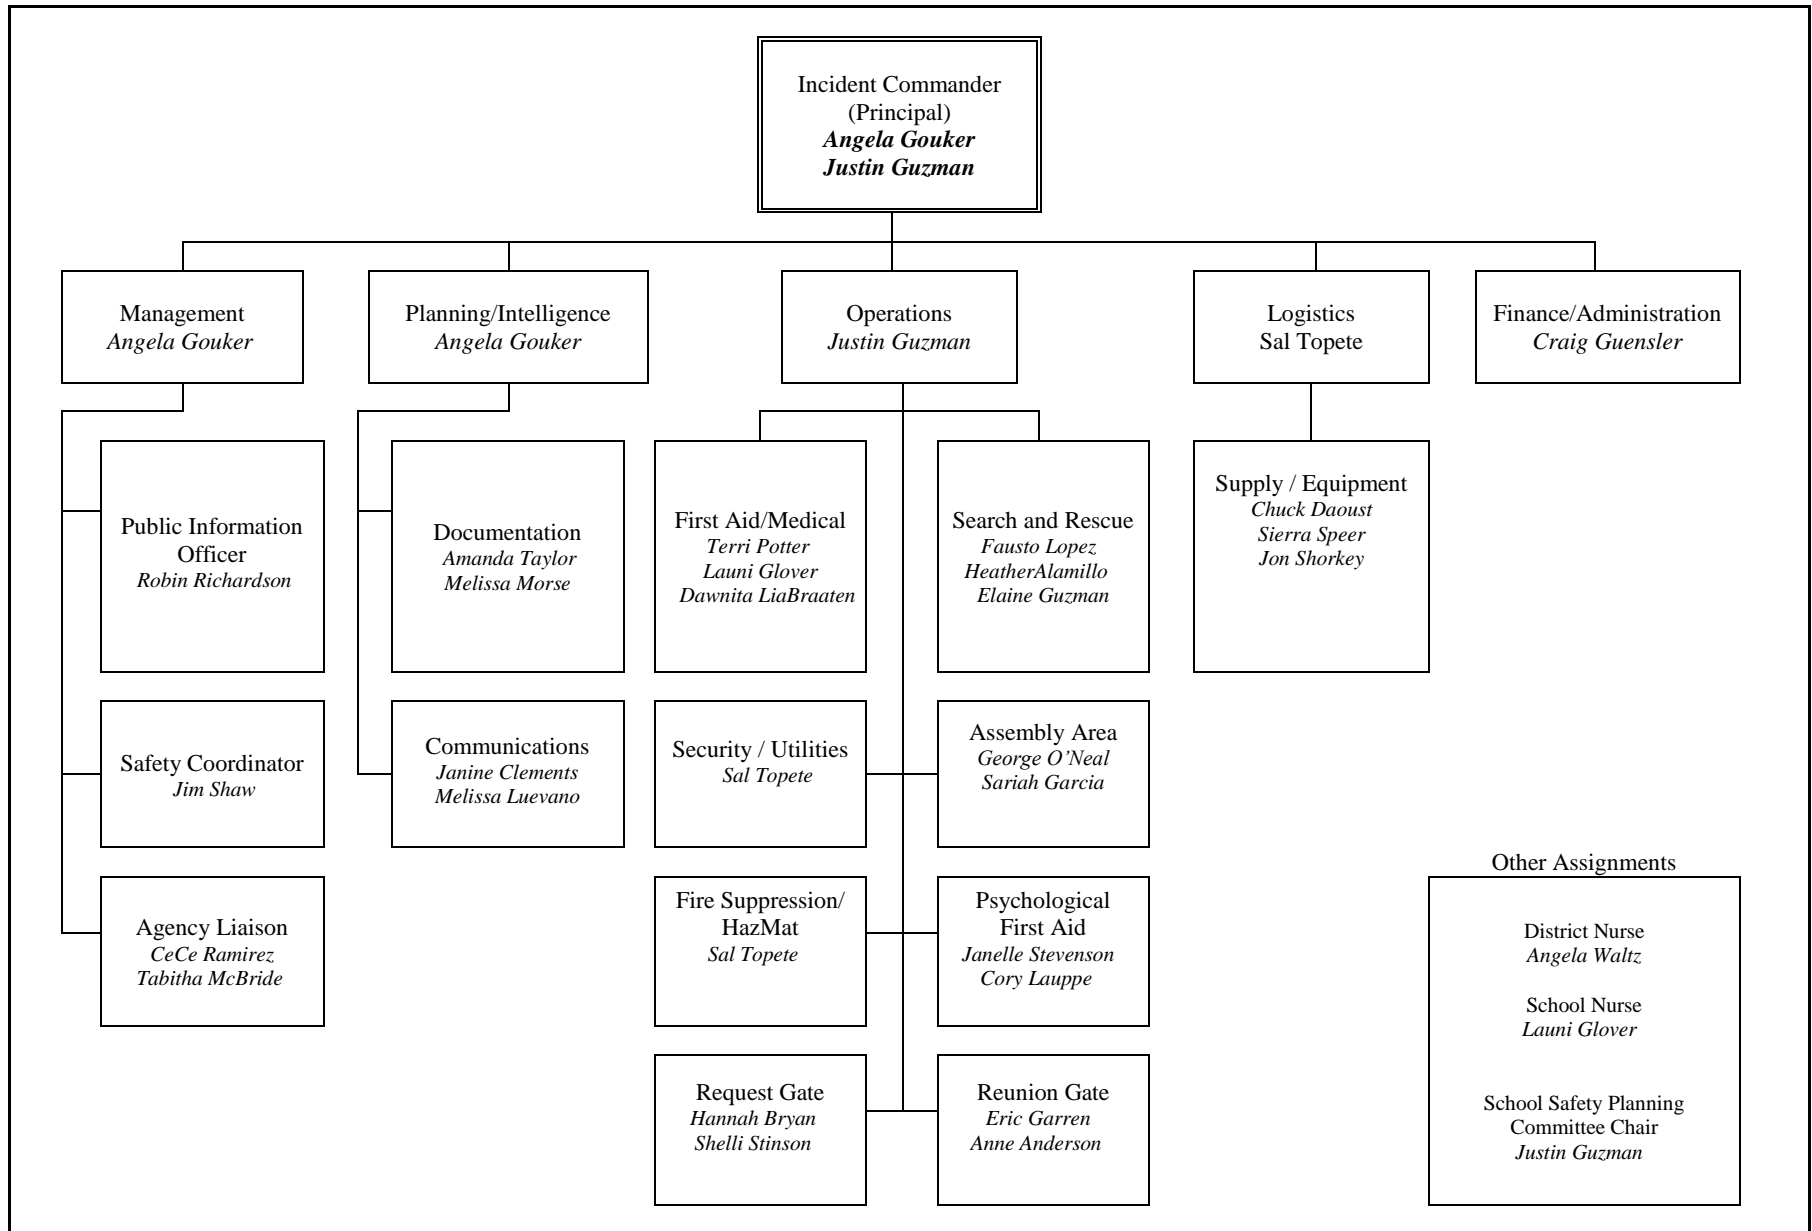 Incident Commander
(Principal)
Angela Gouker
Justin Guzman
Management
Angela Gouker
Planning/Intelligence
Angela Gouker
Operations
Justin Guzman
Logistics
Sal Topete
Finance/Administration
Craig Guensler
Public Information
Officer
Robin Richardson
Documentation
Amanda Taylor
Melissa Morse
First Aid/Medical
Terri Potter
Launi Glover
Dawnita LiaBraaten
Search and Rescue
Fausto Lopez
HeatherAlamillo
Elaine Guzman
Supply / Equipment
Chuck Daoust
Sierra Speer
Jon Shorkey
Safety Coordinator
Jim Shaw
Communications
Janine Clements
Melissa Luevano
Security / Utilities
Sal Topete
Assembly Area
George O’Neal
Sariah Garcia
Agency Liaison
CeCe Ramirez
Tabitha McBride
Fire Suppression/
HazMat
Sal Topete
Psychological
First Aid
Janelle Stevenson
Cory Lauppe
Request Gate
Hannah Bryan
Shelli Stinson
Reunion Gate
Eric Garren
Anne Anderson
Other Assignments
District Nurse
Angela Waltz
School Nurse
Launi Glover
School Safety Planning
Committee Chair
Justin Guzman